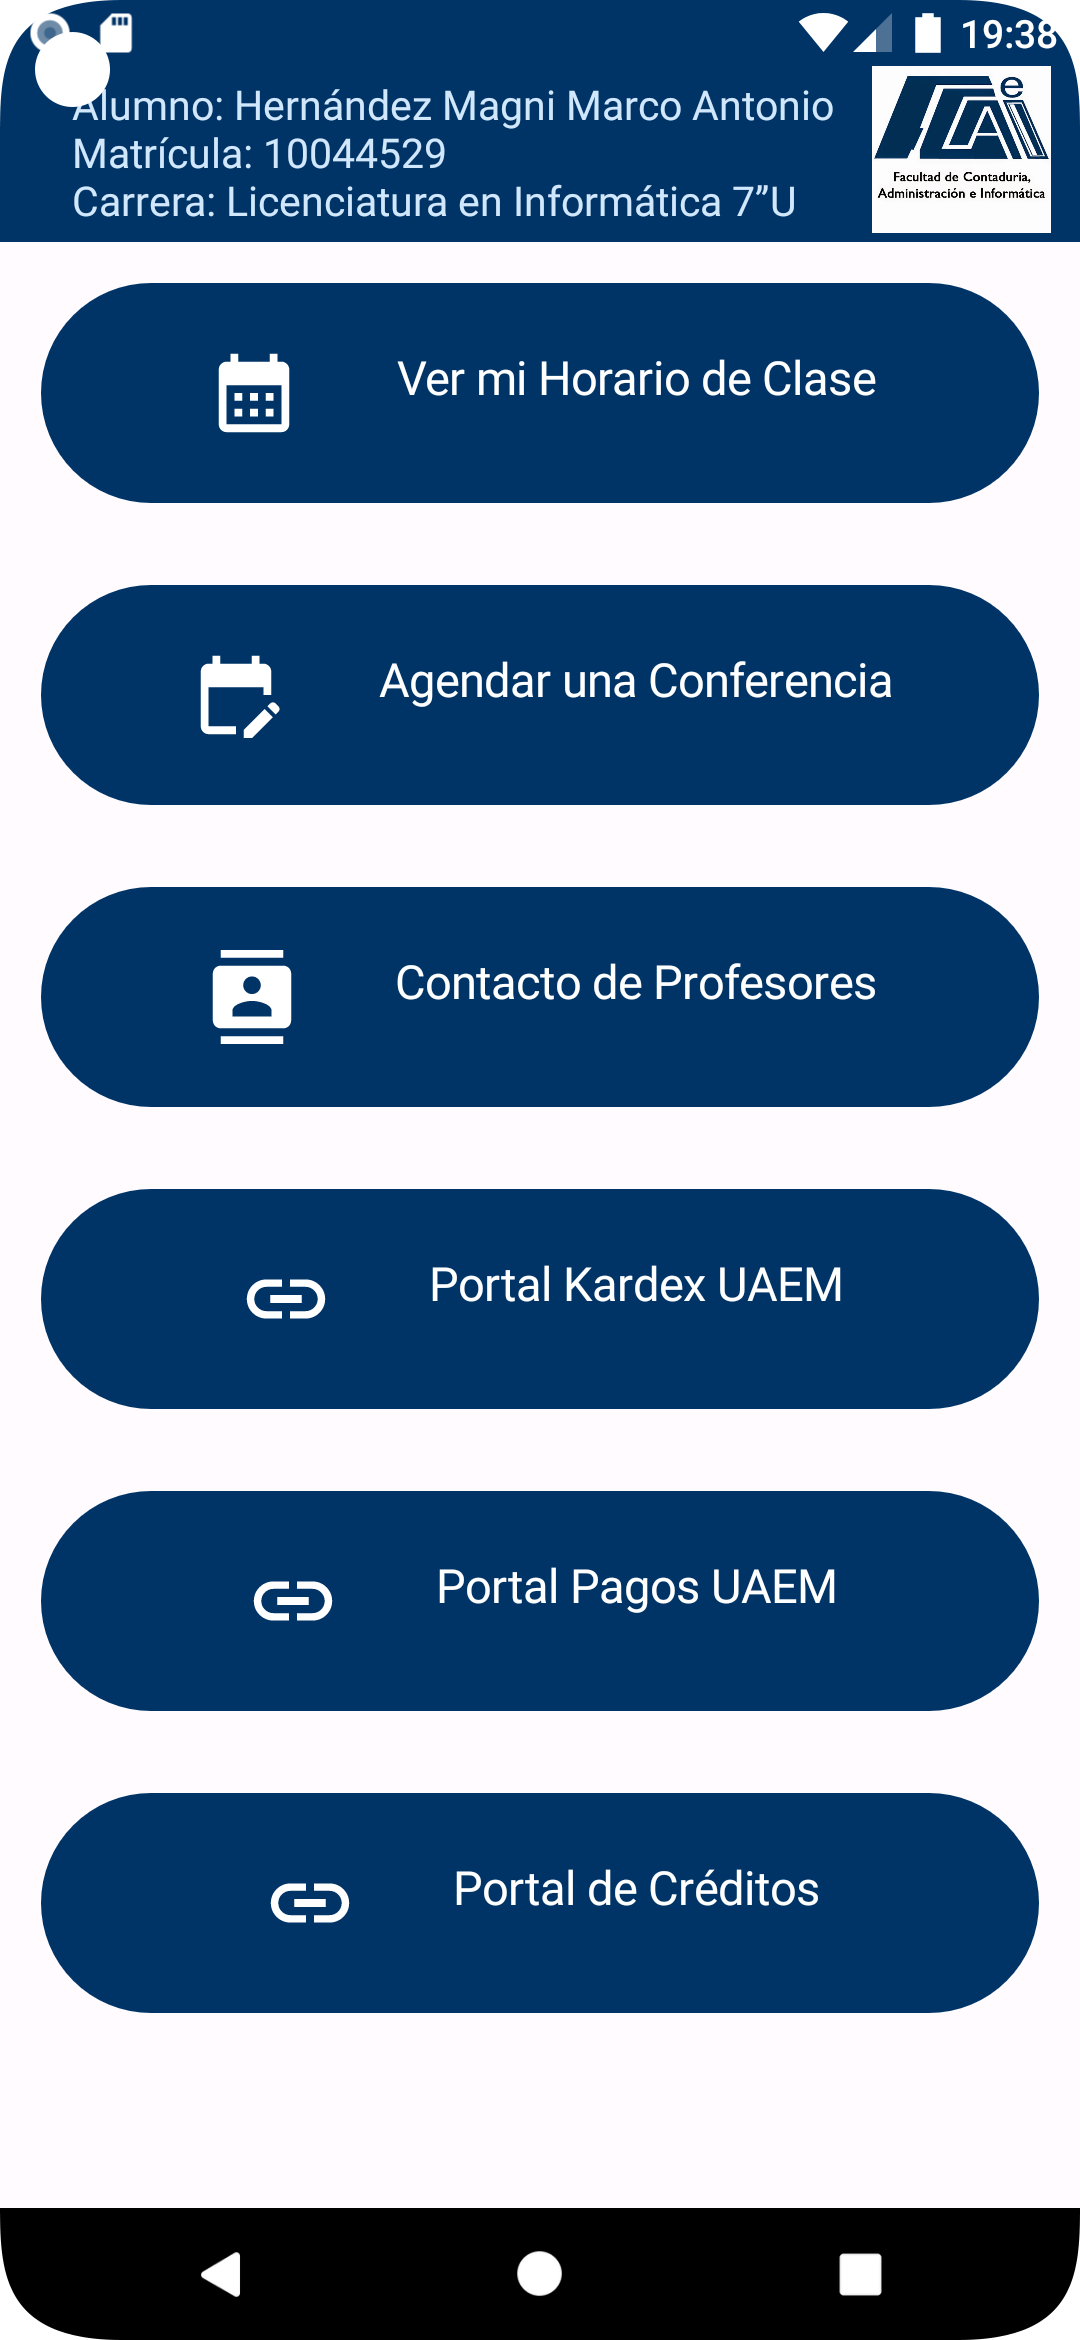 19:38
Alumno: Hernández Magni Marco Antonio
Matrícula: 10044529
Carrera: Licenciatura en Informática 7”U
e
Facultad de Contaduria,
Administración e Informática
Ver mi Horario de Clase
Agendar una Conferencia
Contacto de Profesores
Portal Kardex UAEM
Portal Pagos UAEM
Portal de Créditos